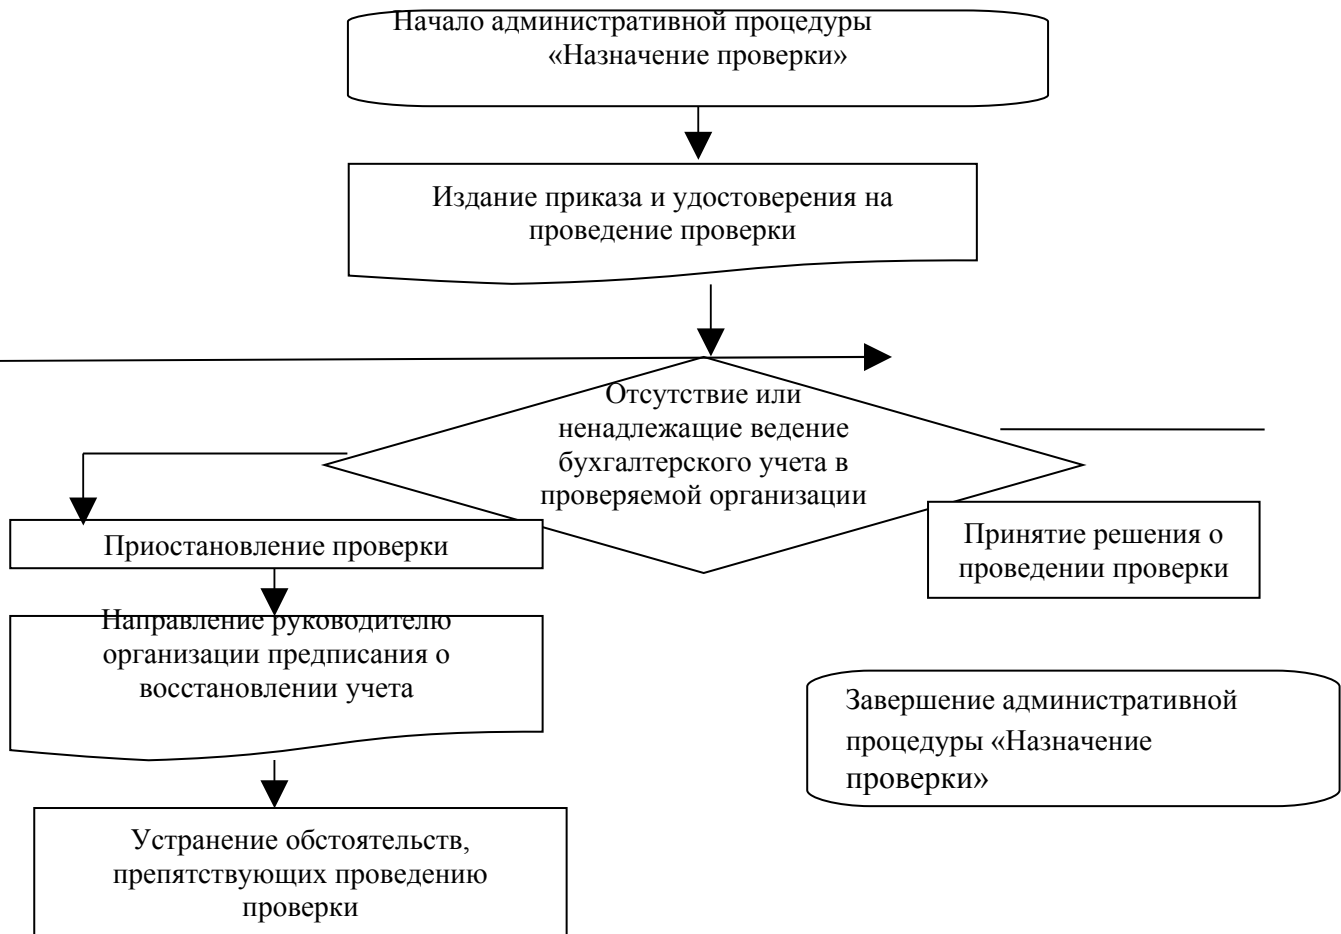 Начало административной процедуры
«Назначение проверки»
Издание приказа и удостоверения на
проведение проверки
Отсутствие или
ненадлежащие ведение
бухгалтерского учета в
проверяемой организации
Приостановление проверки
Принятие решения о
проведении проверки
Направление руководителю
организации предписания о
восстановлении учета
Завершение административной
процедуры «Назначение
проверки»
Устранение обстоятельств,
препятствующих проведению
проверки